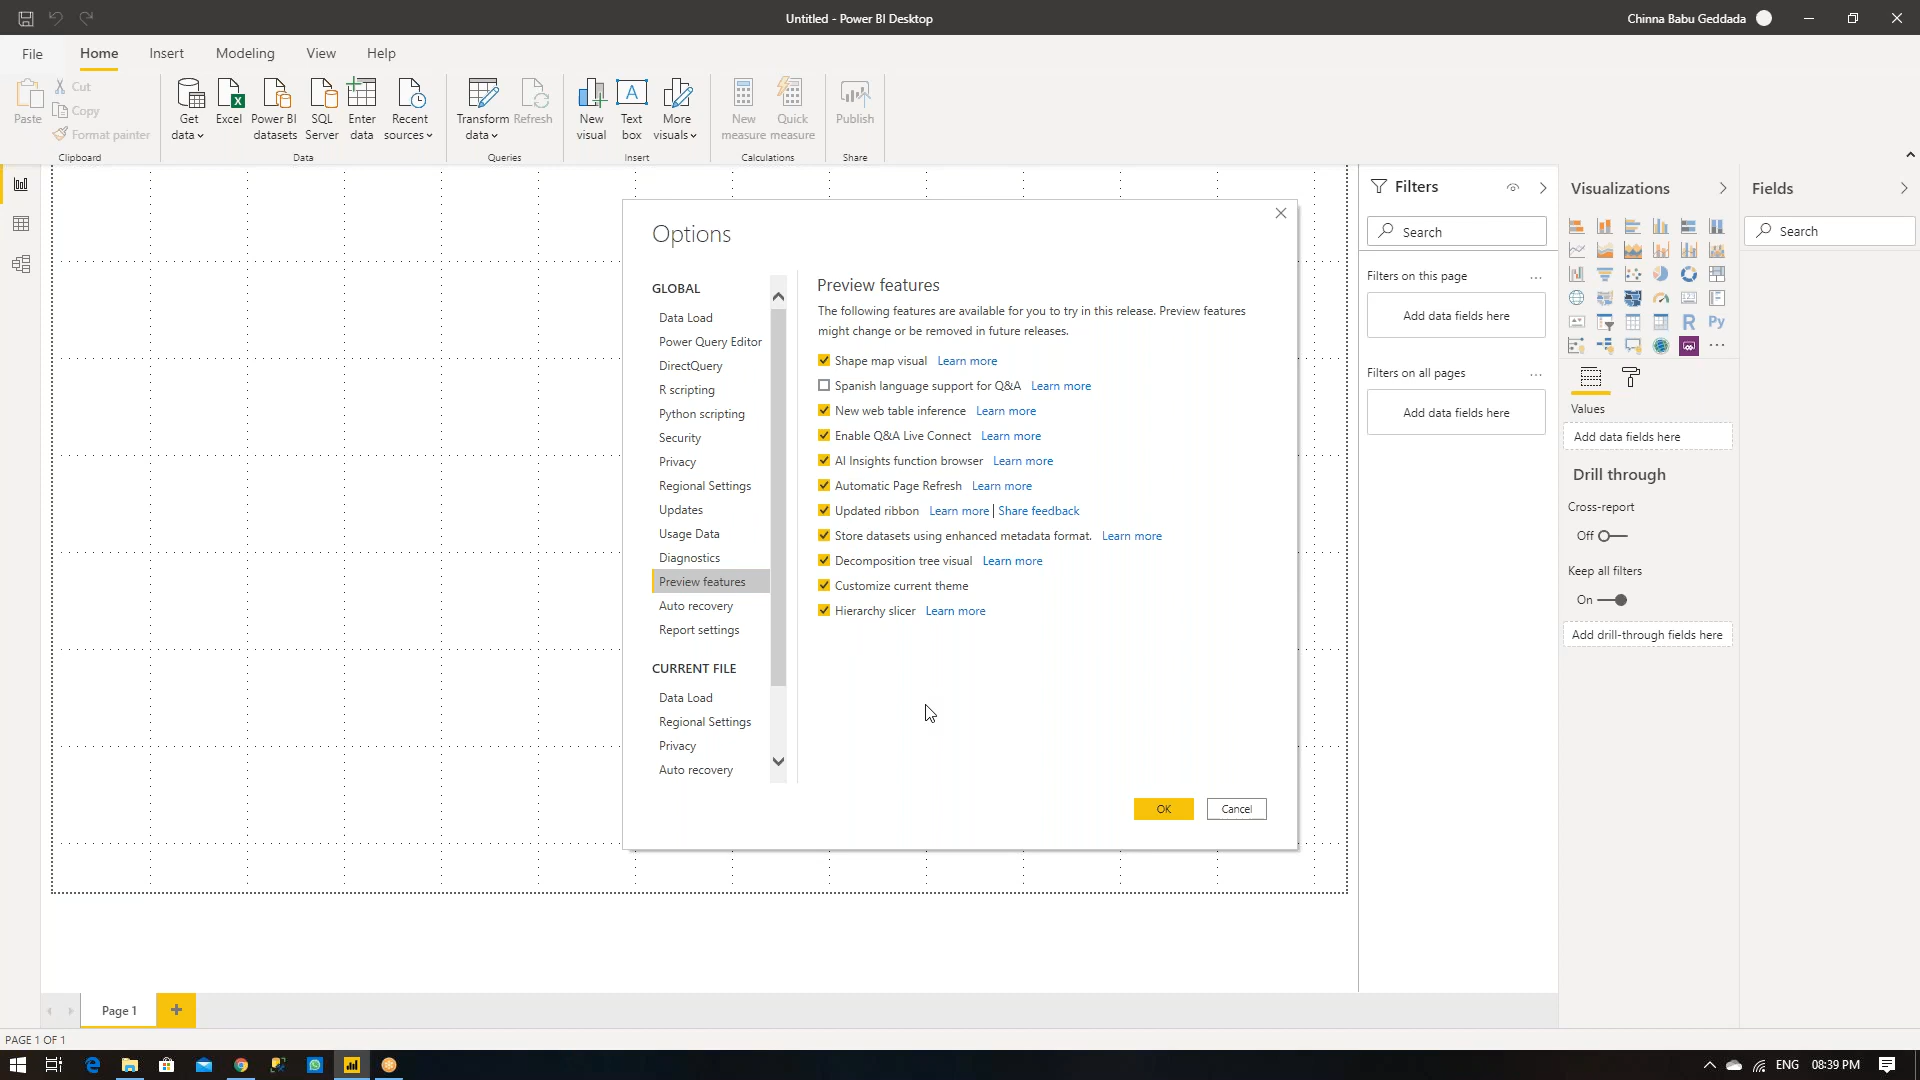 Untitled - Power BI Desktop
Chinna Babu Geddada
File
Home
Insert
Modeling
View
Help
Paste
Cut
Copy
Format painter
Clipboard
Get
data
Excel
Power BI
datasets
SQL
Server
Enter
data
Recent
sources
Data
Transform
data
Refresh
Queries
New
visual
Text
box
More
visuals
Insert
New
measure
Quick
measure
Calculations
Publish
Share
Options
GLOBAL
Data Load
Power Query Editor
DirectQuery
R scripting
Python scripting
Security
Privacy
Regional Settings
Updates
Usage Data
Diagnostics
Preview features
Auto recovery
Report settings
CURRENT FILE
Data Load
Regional Settings
Privacy
Auto recovery
Preview features
The following features are available for you to try in this release. Preview features
might change or be removed in future releases.
Shape map visual Learn more
Spanish language support for Q&A Learn more
New web table inference Learn more
Enable Q&A Live Connect Learn more
AI Insights function browser Learn more
Automatic Page Refresh Learn more
Updated ribbon Learn more | Share feedback
Store datasets using enhanced metadata format. Learn more
Decomposition tree visual Learn more
Customize current theme
Hierarchy slicer Learn more
OK
Cancel
Filters
Search
Filters on this page
Add data fields here
Filters on all pages
Add data fields here
Visualizations
R
Py
Values
Add data fields here
Drill through
Cross-report
Off
Keep all filters
On
Add drill-through fields here
Fields
Search
Page 1
PAGE 1 OF 1
ENG
08:39 PM